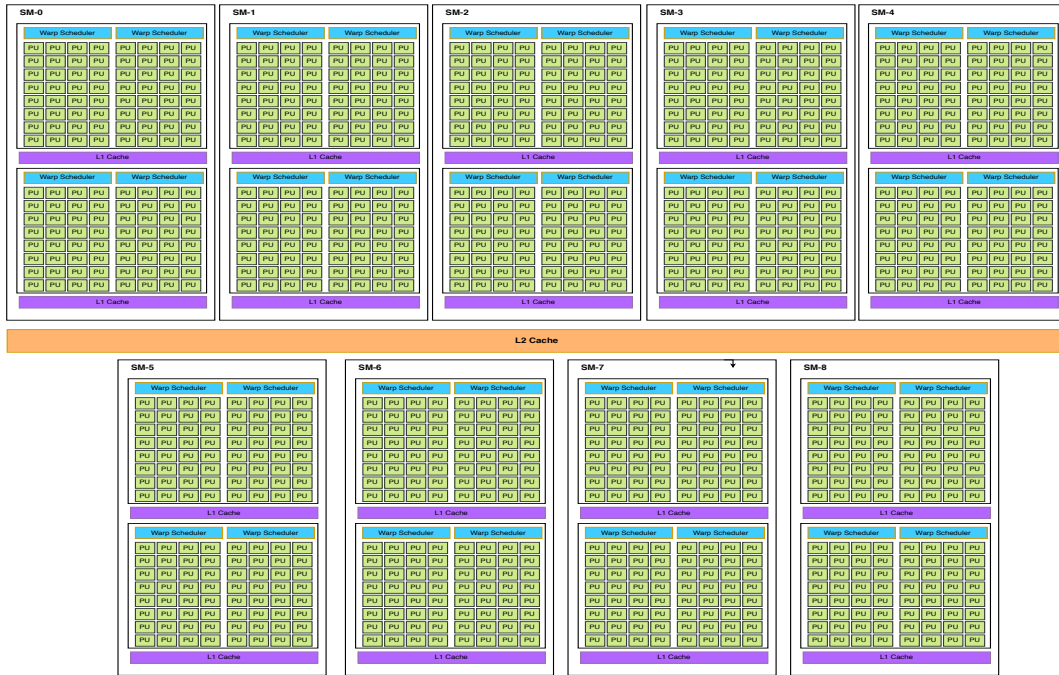 SM-0 SM-1 SM-2 SM-3 SM-4
Warp Scheduler Warp Scheduler Warp Scheduler Warp Scheduler Warp Scheduler Warp Scheduler Warp Scheduler Warp Scheduler Warp Scheduler Warp Scheduler
PU PU PU PU PU PU PU PU PU PU PU PU PU PU PU PU PU PU PU PU PU PU PU PU PU PU PU PU PU PU PU PU PU PU PU PU PU PU PU PU
PU PU PU PU PU PU PU PU PU PU PU PU PU PU PU PU PU PU PU PU PU PU PU PU PU PU PU PU PU PU PU PU PU PU PU PU PU PU PU PU
PU PU PU PU PU PU PU PU PU PU PU PU PU PU PU PU PU PU PU PU PU PU PU PU PU PU PU PU PU PU PU PU PU PU PU PU PU PU PU PU
PU PU PU PU PU PU PU PU PU PU PU PU PU PU PU PU PU PU PU PU PU PU PU PU PU PU PU PU PU PU PU PU PU PU PU PU PU PU PU PU
PU PU PU PU PU PU PU PU PU PU PU PU PU PU PU PU PU PU PU PU PU PU PU PU PU PU PU PU PU PU PU PU PU PU PU PU PU PU PU PU
PU PU PU PU PU PU PU PU PU PU PU PU PU PU PU PU PU PU PU PU PU PU PU PU PU PU PU PU PU PU PU PU PU PU PU PU PU PU PU PU
PU PU PU PU PU PU PU PU PU PU PU PU PU PU PU PU PU PU PU PU PU PU PU PU PU PU PU PU PU PU PU PU PU PU PU PU PU PU PU PU
PU PU PU PU PU PU PU PU PU PU PU PU PU PU PU PU PU PU PU PU PU PU PU PU PU PU PU PU PU PU PU PU PU PU PU PU PU PU PU PU
L1 Cache L1 Cache L1 Cache L1 Cache L1 Cache
Warp Scheduler Warp Scheduler Warp Scheduler Warp Scheduler Warp Scheduler Warp Scheduler Warp Scheduler Warp Scheduler Warp Scheduler Warp Scheduler
PU PU PU PU PU PU PU PU PU PU PU PU PU PU PU PU PU PU PU PU PU PU PU PU PU PU PU PU PU PU PU PU PU PU PU PU PU PU PU PU
PU PU PU PU PU PU PU PU PU PU PU PU PU PU PU PU PU PU PU PU PU PU PU PU PU PU PU PU PU PU PU PU PU PU PU PU PU PU PU PU
PU PU PU PU PU PU PU PU PU PU PU PU PU PU PU PU PU PU PU PU PU PU PU PU PU PU PU PU PU PU PU PU PU PU PU PU PU PU PU PU
PU PU PU PU PU PU PU PU PU PU PU PU PU PU PU PU PU PU PU PU PU PU PU PU PU PU PU PU PU PU PU PU PU PU PU PU PU PU PU PU
PU PU PU PU PU PU PU PU PU PU PU PU PU PU PU PU PU PU PU PU PU PU PU PU PU PU PU PU PU PU PU PU PU PU PU PU PU PU PU PU
PU PU PU PU PU PU PU PU PU PU PU PU PU PU PU PU PU PU PU PU PU PU PU PU PU PU PU PU PU PU PU PU PU PU PU PU PU PU PU PU
PU PU PU PU PU PU PU PU PU PU PU PU PU PU PU PU PU PU PU PU PU PU PU PU PU PU PU PU PU PU PU PU PU PU PU PU PU PU PU PU
PU PU PU PU PU PU PU PU PU PU PU PU PU PU PU PU PU PU PU PU PU PU PU PU PU PU PU PU PU PU PU PU PU PU PU PU PU PU PU PU
L1 Cache L1 Cache L1 Cache L1 Cache L1 Cache
L2 Cache
SM-5 SM-6 SM-7 SM-8
Warp Scheduler Warp Scheduler Warp Scheduler Warp Scheduler Warp Scheduler Warp Scheduler Warp Scheduler Warp Scheduler
PU PU PU PU PU PU PU PU PU PU PU PU PU PU PU PU PU PU PU PU PU PU PU PU PU PU PU PU PU PU PU PU
PU PU PU PU PU PU PU PU PU PU PU PU PU PU PU PU PU PU PU PU PU PU PU PU PU PU PU PU PU PU PU PU
PU PU PU PU PU PU PU PU PU PU PU PU PU PU PU PU PU PU PU PU PU PU PU PU PU PU PU PU PU PU PU PU
PU PU PU PU PU PU PU PU PU PU PU PU PU PU PU PU PU PU PU PU PU PU PU PU PU PU PU PU PU PU PU PU
PU PU PU PU PU PU PU PU PU PU PU PU PU PU PU PU PU PU PU PU PU PU PU PU PU PU PU PU PU PU PU PU
PU PU PU PU PU PU PU PU PU PU PU PU PU PU PU PU PU PU PU PU PU PU PU PU PU PU PU PU PU PU PU PU
PU PU PU PU PU PU PU PU PU PU PU PU PU PU PU PU PU PU PU PU PU PU PU PU PU PU PU PU PU PU PU PU
PU PU PU PU PU PU PU PU PU PU PU PU PU PU PU PU PU PU PU PU PU PU PU PU PU PU PU PU PU PU PU PU
L1 Cache L1 Cache L1 Cache L1 Cache
Warp Scheduler Warp Scheduler Warp Scheduler Warp Scheduler Warp Scheduler Warp Scheduler Warp Scheduler Warp Scheduler
PU PU PU PU PU PU PU PU PU PU PU PU PU PU PU PU PU PU PU PU PU PU PU PU PU PU PU PU PU PU PU PU
PU PU PU PU PU PU PU PU PU PU PU PU PU PU PU PU PU PU PU PU PU PU PU PU PU PU PU PU PU PU PU PU
PU PU PU PU PU PU PU PU PU PU PU PU PU PU PU PU PU PU PU PU PU PU PU PU PU PU PU PU PU PU PU PU
PU PU PU PU PU PU PU PU PU PU PU PU PU PU PU PU PU PU PU PU PU PU PU PU PU PU PU PU PU PU PU PU
PU PU PU PU PU PU PU PU PU PU PU PU PU PU PU PU PU PU PU PU PU PU PU PU PU PU PU PU PU PU PU PU
PU PU PU PU PU PU PU PU PU PU PU PU PU PU PU PU PU PU PU PU PU PU PU PU PU PU PU PU PU PU PU PU
PU PU PU PU PU PU PU PU PU PU PU PU PU PU PU PU PU PU PU PU PU PU PU PU PU PU PU PU PU PU PU PU
PU PU PU PU PU PU PU PU PU PU PU PU PU PU PU PU PU PU PU PU PU PU PU PU PU PU PU PU PU PU PU PU
L1 Cache L1 Cache L1 Cache L1 Cache